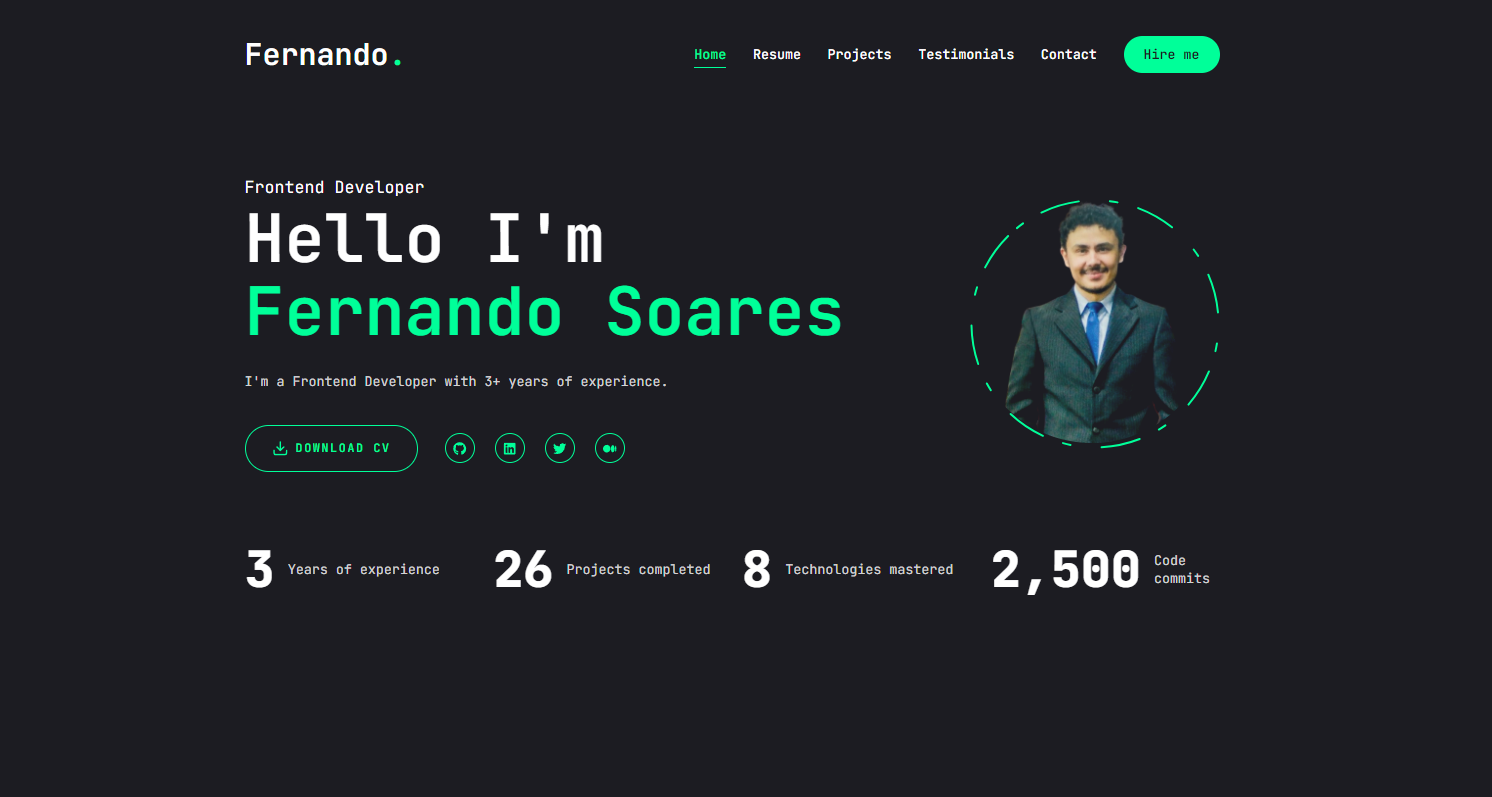 Fernando.
Home Resume Projects Testimonials Contact Hire me
Frontend Developer
Hello I'm
Fernando Soares
I'm a Frontend Developer with 3+ years of experience.
DOWNLOAD CV
3 Years of experience
26 Projects completed
8 Technologies mastered
2,500 Code
commits